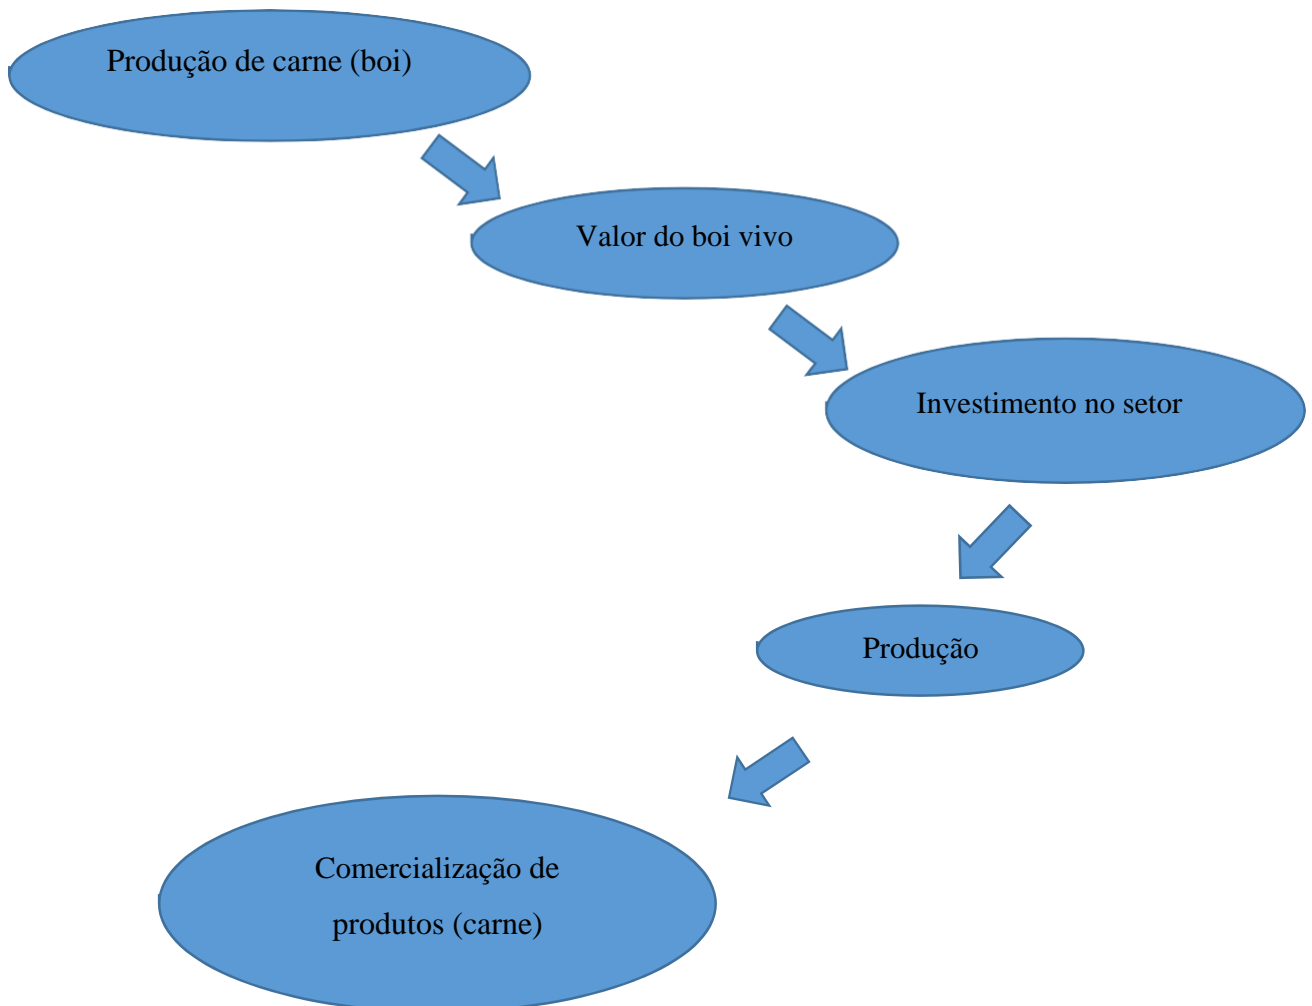 Produção de carne (boi)
Valor do boi vivo
Investimento no setor
Produção
Comercialização de
produtos (carne)